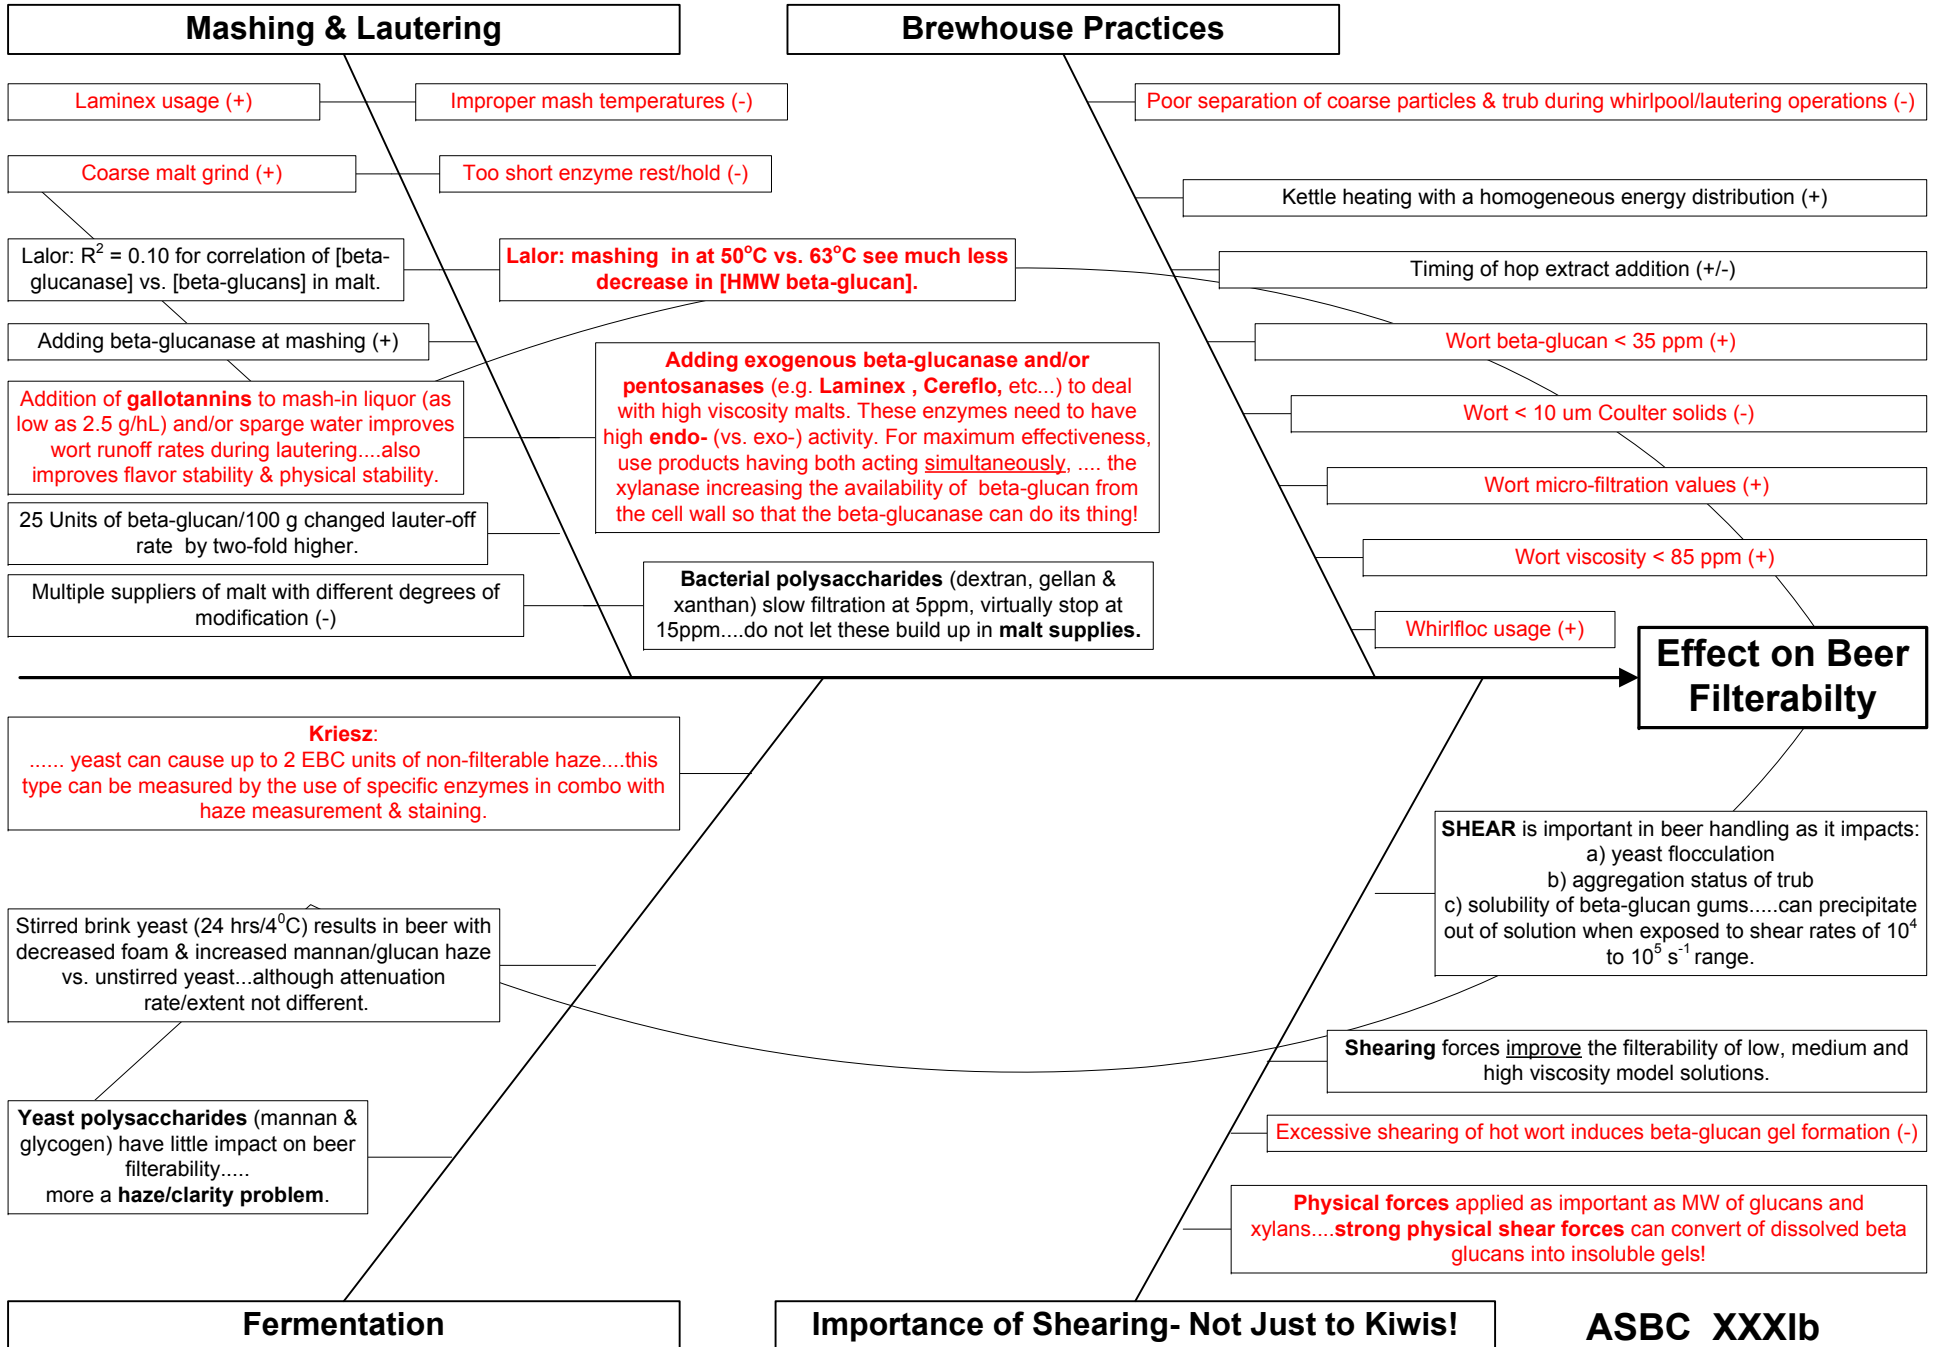 Mashing & Lautering
Brewhouse Practices
Laminex usage (+)
Improper mash temperatures (-)
Poor separation of coarse particles & trub during whirlpool/lautering operations (-)
Coarse malt grind (+)
Too short enzyme rest/hold (-)
Kettle heating with a homogeneous energy distribution (+)
Lalor: R² = 0.10 for correlation of [beta-
glucanase] vs. [beta-glucans] in malt.
Lalor: mashing in at 50°C vs. 63°C see much less
decrease in [HMW beta-glucan].
Timing of hop extract addition (+/-)
Adding beta-glucanase at mashing (+)
Wort beta-glucan < 35 ppm (+)
Addition of gallotannins to mash-in liquor (as
low as 2.5 g/hL) and/or sparge water improves
wort runoff rates during lautering....also
improves flavor stability & physical stability.
Adding exogenous beta-glucanase and/or
pentosanases (e.g. Laminex , Cereflo, etc...) to deal
with high viscosity malts. These enzymes need to have
high endo- (vs. exo-) activity. For maximum effectiveness,
use products having both acting simultaneously, .... the
xylanase increasing the availability of beta-glucan from
the cell wall so that the beta-glucanase can do its thing!
Wort < 10 um Coulter solids (-)
Wort micro-filtration values (+)
25 Units of beta-glucan/100 g changed lauter-off
rate by two-fold higher.
Wort viscosity < 85 ppm (+)
Multiple suppliers of malt with different degrees of
modification (-)
Bacterial polysaccharides (dextran, gellan &
xanthan) slow filtration at 5ppm, virtually stop at
15ppm....do not let these build up in malt supplies.
Whirlfloc usage (+)
Effect on Beer
Filterabilty
Kriesz:
...... yeast can cause up to 2 EBC units of non-filterable haze....this
type can be measured by the use of specific enzymes in combo with
haze measurement & staining.
SHEAR is important in beer handling as it impacts:
a) yeast flocculation
b) aggregation status of trub
c) solubility of beta-glucan gums.....can precipitate
out of solution when exposed to shear rates of 10⁴
to 10⁵ s⁻¹ range.
Stirred brink yeast (24 hrs/4⁰C) results in beer with
decreased foam & increased mannan/glucan haze
vs. unstirred yeast...although attenuation
rate/extent not different.
Shearing forces improve the filterability of low, medium and
high viscosity model solutions.
Yeast polysaccharides (mannan &
glycogen) have little impact on beer
filterability.....
more a haze/clarity problem.
Excessive shearing of hot wort induces beta-glucan gel formation (-)
Physical forces applied as important as MW of glucans and
xylans....strong physical shear forces can convert of dissolved beta
glucans into insoluble gels!
Fermentation
Importance of Shearing- Not Just to Kiwis!
ASBC XXXIb